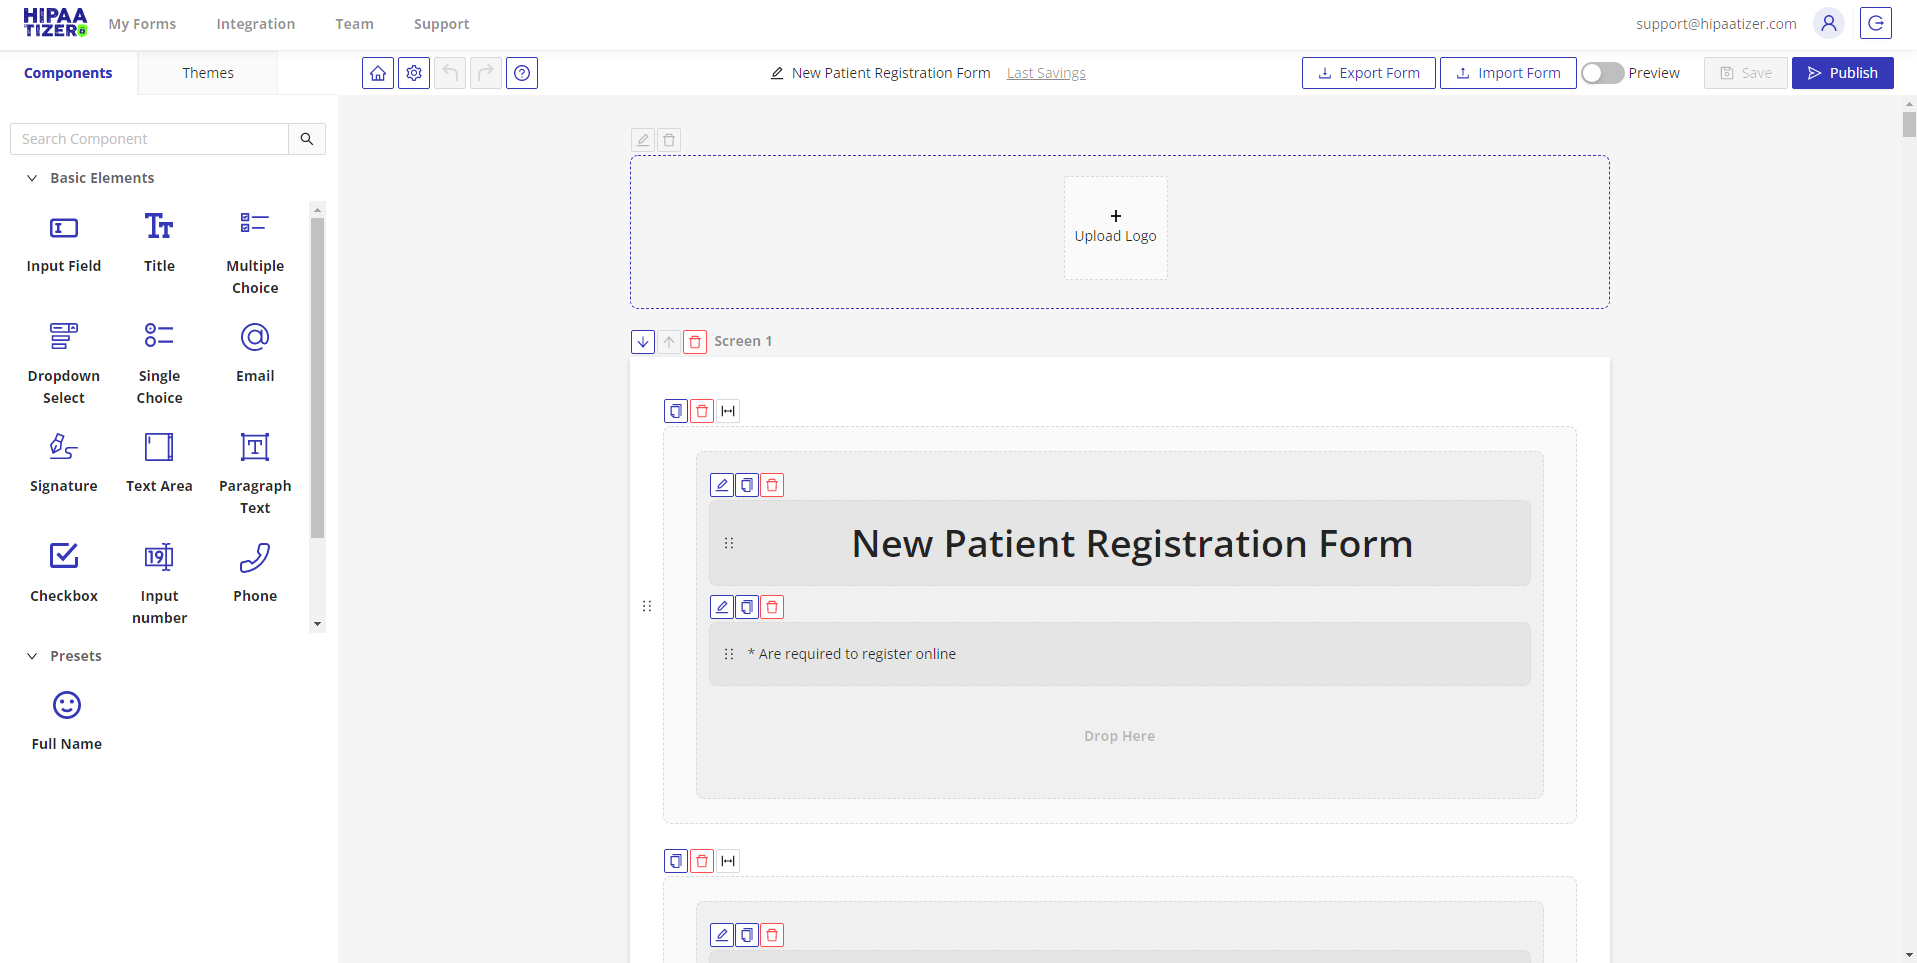 HIPAA
TIZER
My Forms
Integration
Team
Support
support@hipaatizer.com
Components
Themes
New Patient Registration Form
Last Savings
Export Form
Import Form
Preview
Save
Publish
Search Component
Basic Elements
Input Field
Title
Multiple
Choice
Dropdown
Select
Single
Choice
Email
Signature
Text Area
Paragraph
Text
Checkbox
Input
number
Phone
Presets
Full Name
+
Upload Logo
Screen 1
New Patient Registration Form
* Are required to register online
Drop Here